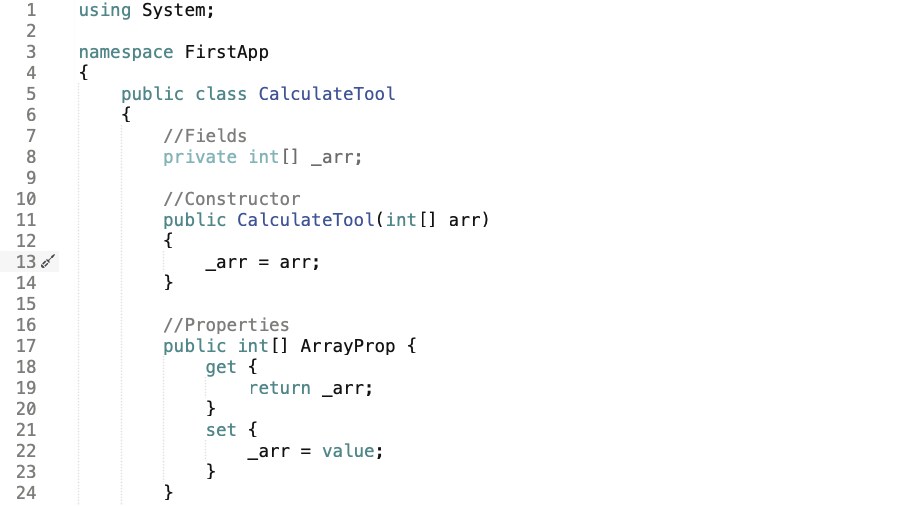 1 using System;
2
3 namespace FirstApp
4 {
5 public class CalculateTool
6 {
7 //Fields
8 private int[] _arr;
9
10 //Constructor
11 public CalculateTool(int[] arr)
12 {
13 _arr = arr;
14 }
15
16 //Properties
17 public int[] ArrayProp {
18 get {
19 return _arr;
20 }
21 set {
22 _arr = value;
23 }
24 }